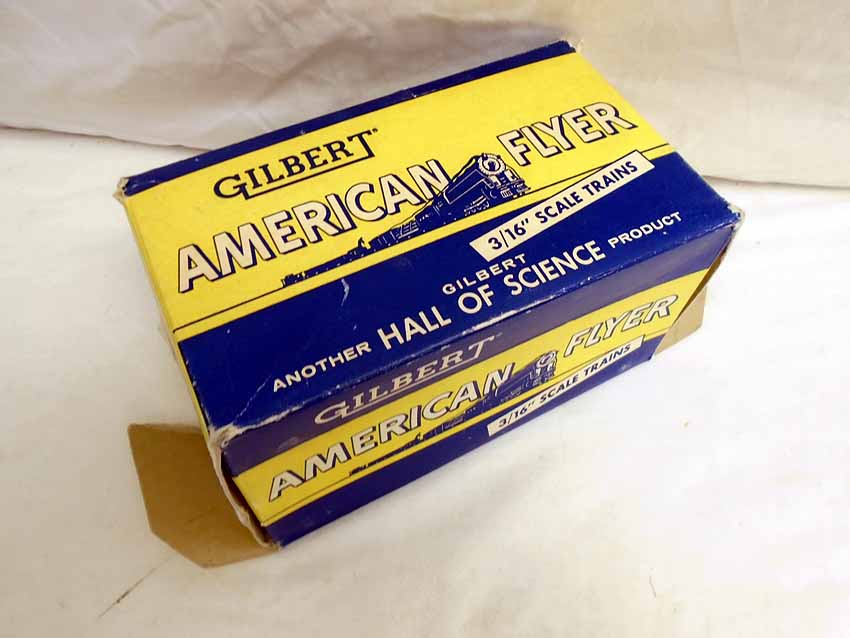 GILBERT
AMERICAN FLYER
3/16" SCALE TRAINS
ANOTHER GILBERT HALL OF SCIENCE PRODUCT
GILBERT
AMERICAN FLYER
3/16" SCALE TRAINS